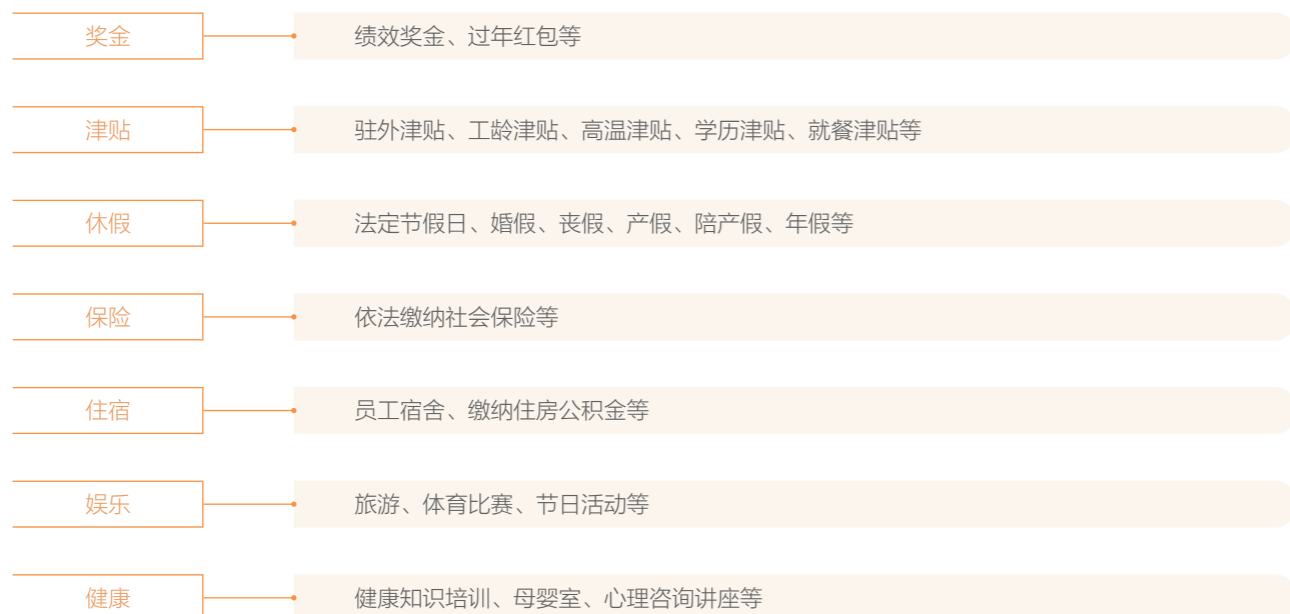 奖金 绩效奖金、过年红包等
津贴 驻外津贴、工龄津贴、高温津贴、学历津贴、就餐津贴等
休假 法定节假日、婚假、丧假、产假、陪产假、年假等
保险 依法缴纳社会保险等
住宿 员工宿舍、缴纳住房公积金等
娱乐 旅游、体育比赛、节日活动等
健康 健康知识培训、母婴室、心理咨询讲座等